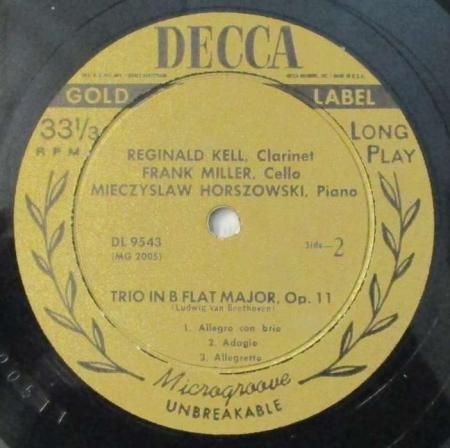 DECCA
GOLD LABEL
33⅓ LONG
RPM PLAY
REGINALD KELL, Clarinet
FRANK MILLER, Cello
MIECZYSLAW HORSZOWSKI, Piano
DL 9543 Side—2
(MG 2005)
TRIO IN B FLAT MAJOR, Op. 11
(Ludwig van Beethoven)
1. Allegro con brio
2. Adagio
3. Allegretto
Microgroove
UNBREAKABLE